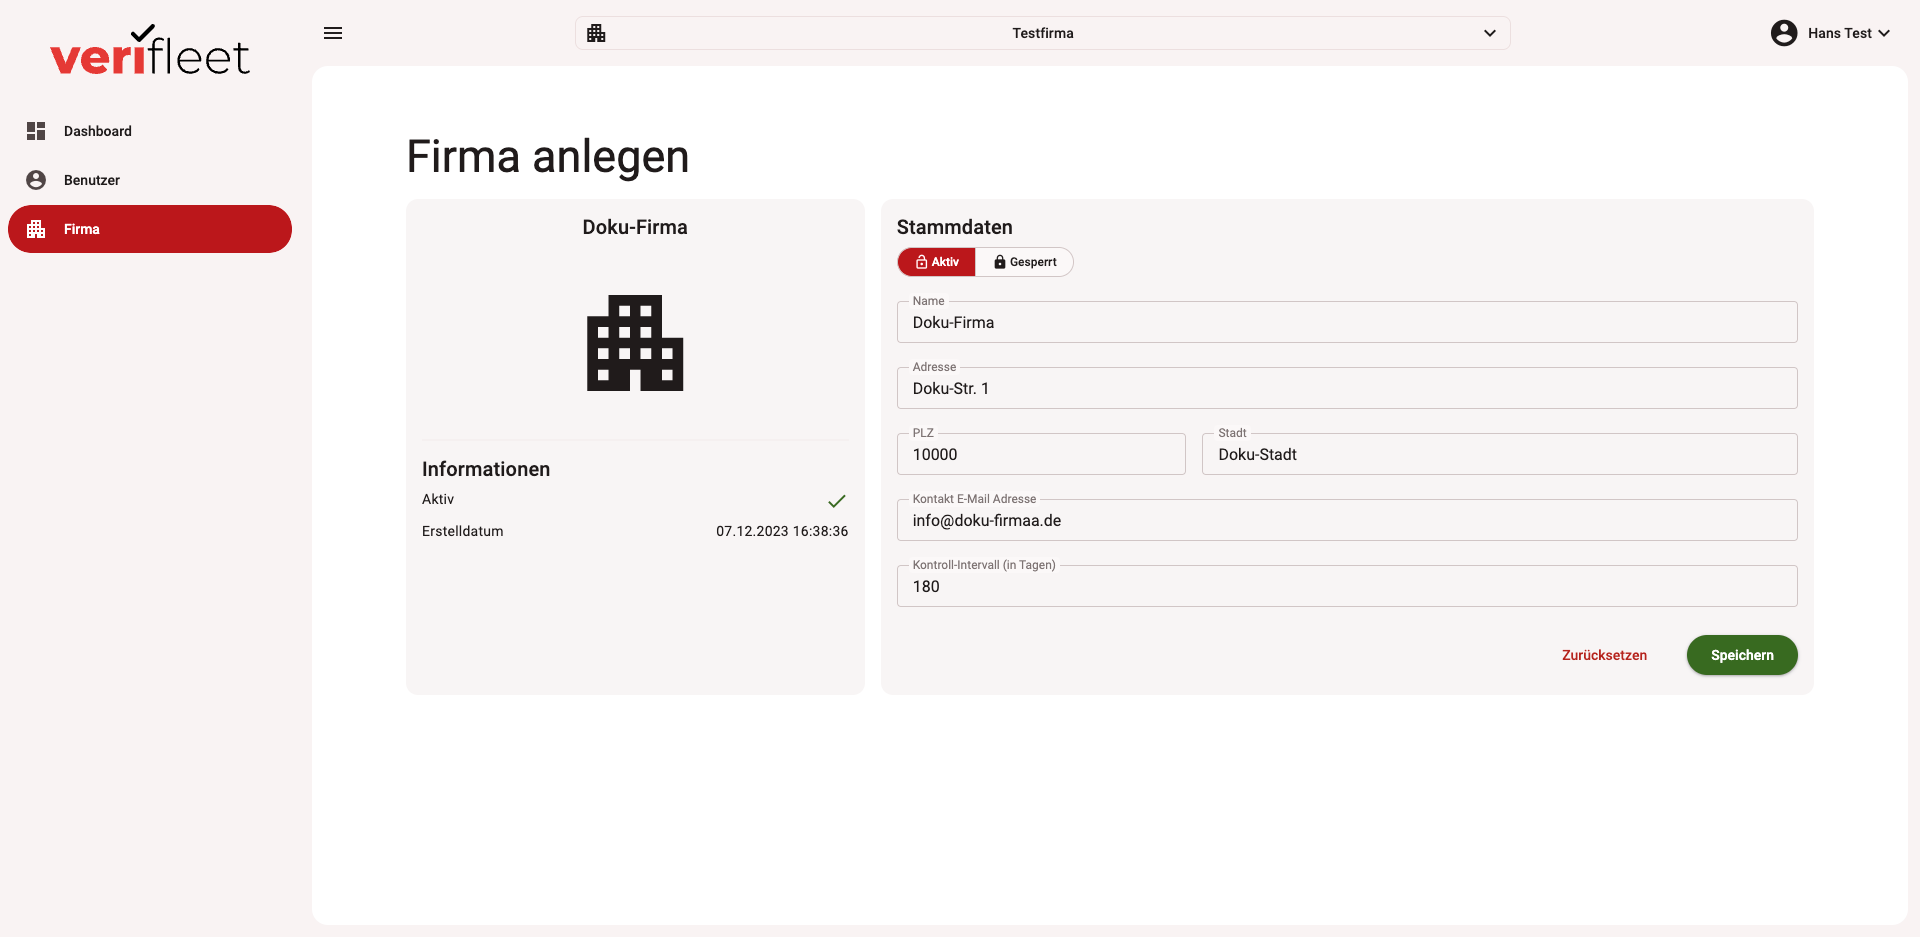 verifleet
Testfirma
Hans Test
Dashboard
Benutzer
Firma
Firma anlegen
Doku-Firma
Informationen
Aktiv
Erstelldatum 07.12.2023 16:38:36
Stammdaten
Aktiv Gesperrt
Name
Doku-Firma
Adresse
Doku-Str. 1
PLZ
10000
Stadt
Doku-Stadt
Kontakt E-Mail Adresse
info@doku-firmaa.de
Kontroll-Intervall (in Tagen)
180
Zurücksetzen Speichern